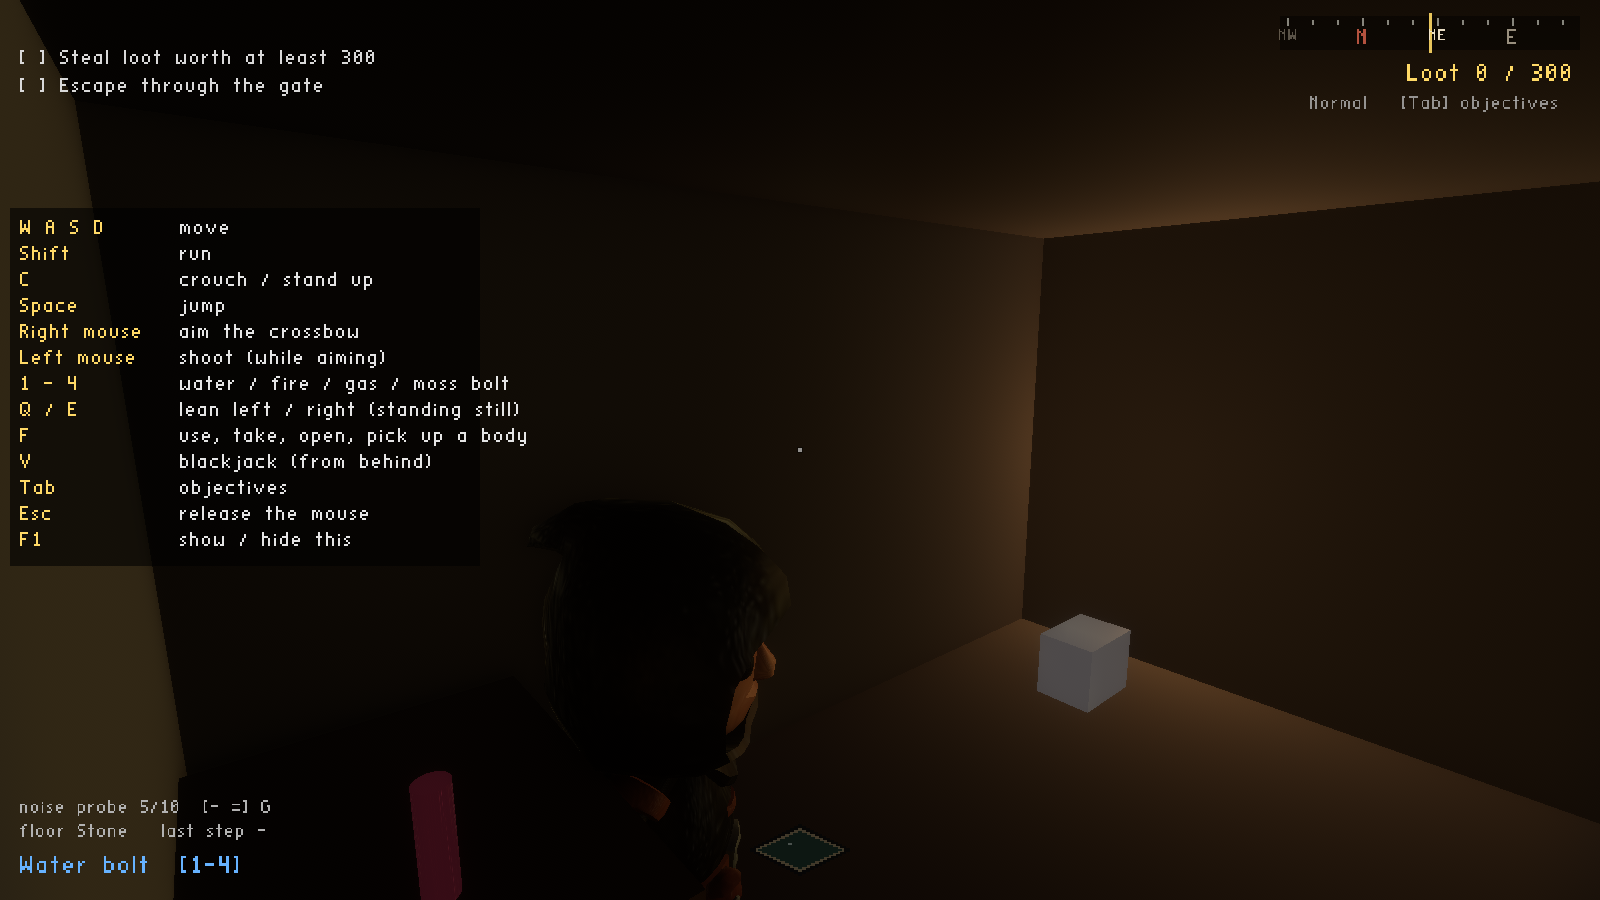 NW N NE E
[ ] Steal loot worth at least 300
[ ] Escape through the gate
Loot 0 / 300
Normal [Tab] objectives
W A S D move
Shift run
C crouch / stand up
Space jump
Right mouse aim the crossbow
Left mouse shoot (while aiming)
1 - 4 water / fire / gas / moss bolt
Q / E lean left / right (standing still)
F use, take, open, pick up a body
V blackjack (from behind)
Tab objectives
Esc release the mouse
F1 show / hide this
noise probe 5/10 [- =] G
floor Stone last step -
Water bolt [1-4]